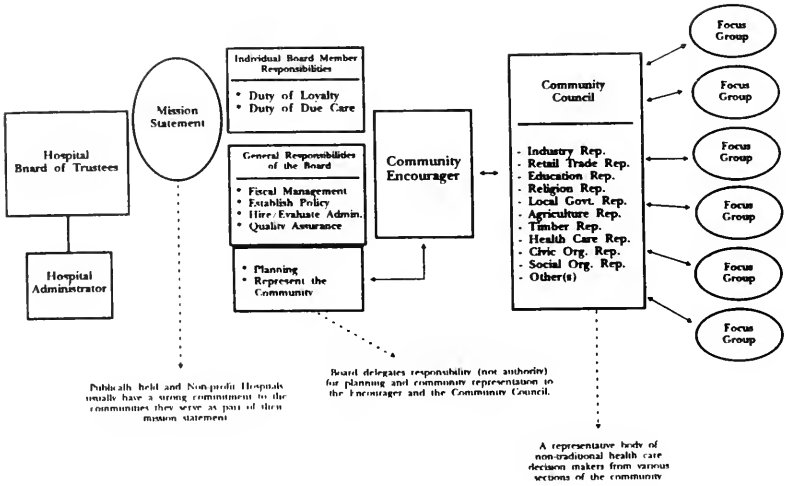 Hospital
Bnard of Trustees
Hospital
Administrator
Mission
Statement
Individual Board Member
Responsibilities
• Duty of Loyalty
• Duty of Due Care
General Responsibilities
of the Board
• Fiscal Management
• Establish Policy
• Hire/Evaluate Admin.
• Quality Assurance
• Planning
• Represent the
Community
Community
Encourager
Community
Council
- Industry Rep.
- Retail Trade Rep.
- Education Rep.
- Religion Rep.
- Local Govt. Rep.
- Agriculture Rep.
- Timber Rep.
- Health Care Rep.
- Civic Org. Rep.
- Social Org. Rep.
- Other(s)
Focus
Group
Focus
Group
Focus
Group
Focus
Group
Focus
Group
Focus
Group
Publically held and Non-profit Hospitals
usually have a strong commitment to the
communities they serve as part of their
mission statement
Board delegates responsibility (not authority)
for planning and community representation to
the Encourager and the Community Council.
A representative body of
non-traditional health care
decision makers from various
sections of the community